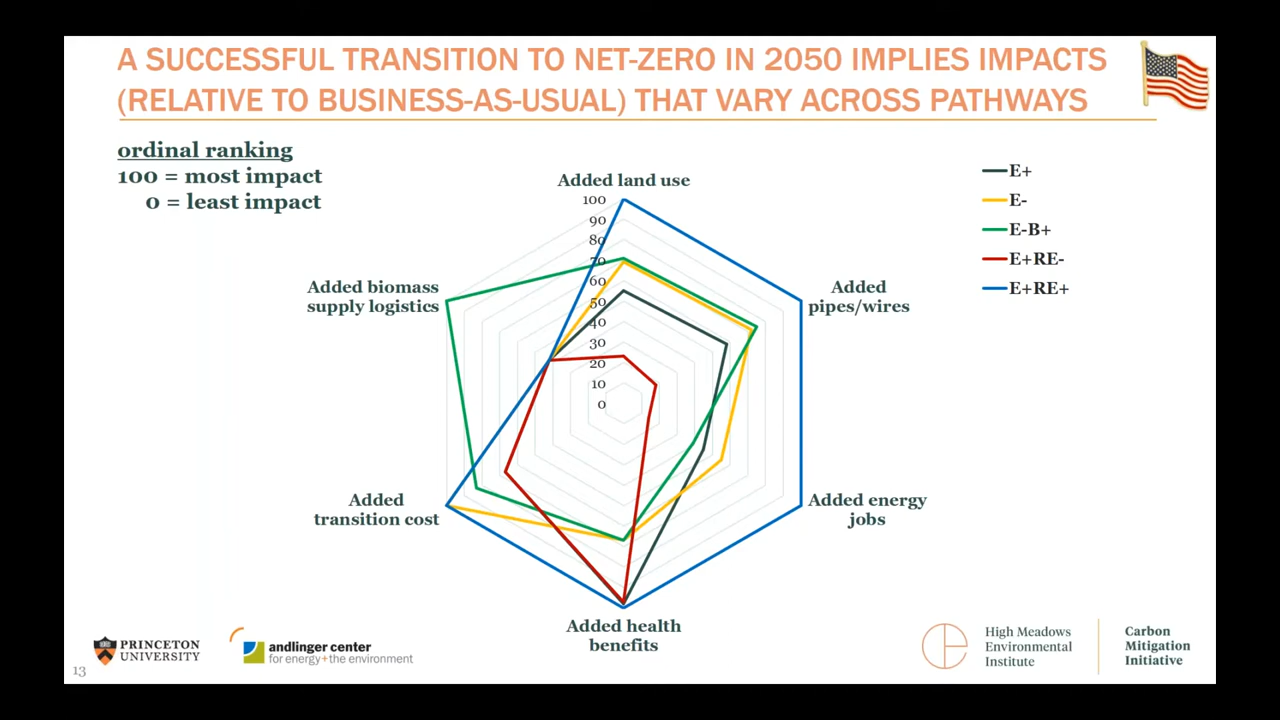 A SUCCESSFUL TRANSITION TO NET-ZERO IN 2050 IMPLIES IMPACTS
(RELATIVE TO BUSINESS-AS-USUAL) THAT VARY ACROSS PATHWAYS
ordinal ranking
100 = most impact
0 = least impact
Added land use
100
90
80
70
60
50
40
30
20
10
0
Added
pipes/wires
Added energy
jobs
Added health
benefits
Added
transition cost
Added biomass
supply logistics
E+
E-
E-B+
E+RE-
E+RE+
13
PRINCETON
UNIVERSITY
andlinger center
for energy+the environment
High Meadows
Environmental
Institute
Carbon
Mitigation
Initiative